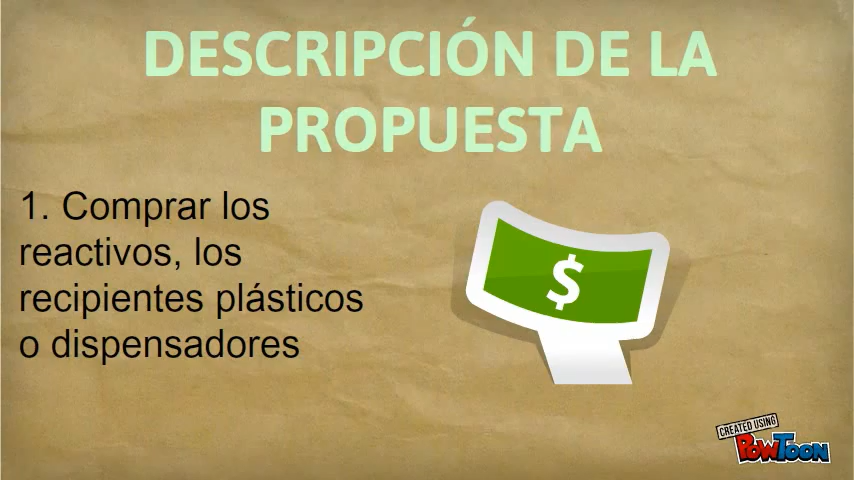 DESCRIPCIÓN DE LA
PROPUESTA
1. Comprar los
reactivos, los
recipientes plásticos
o dispensadores
$
CREATED USING
PowToon